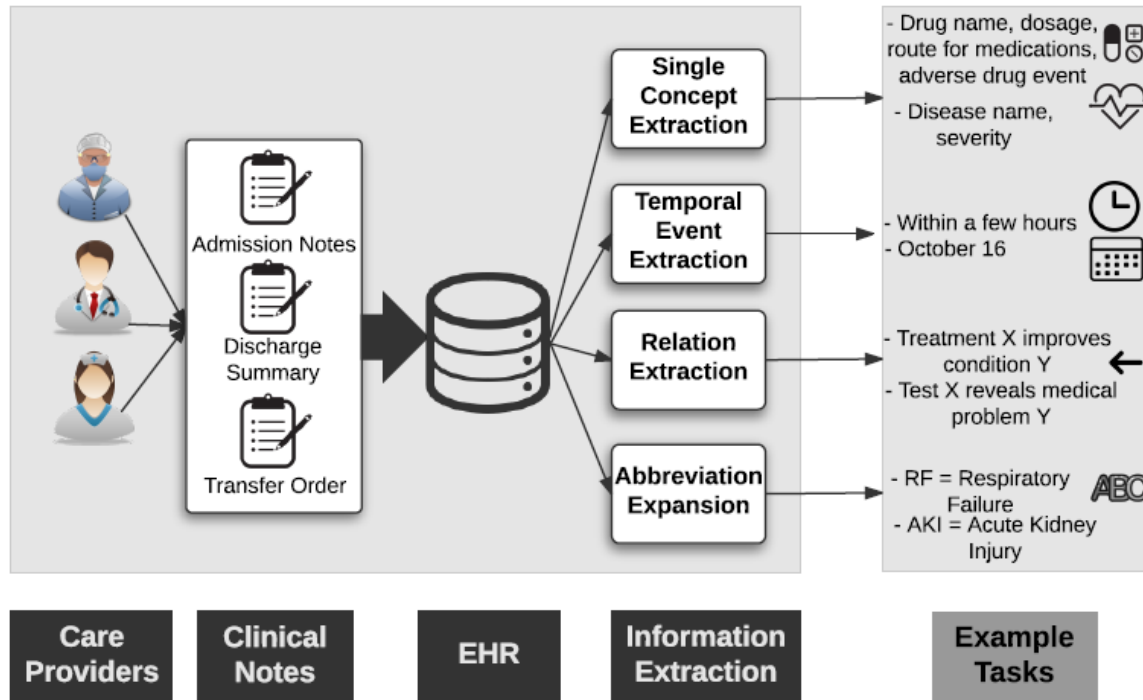 Admission Notes
Discharge
Summary
Transfer Order
Single
Concept
Extraction
Temporal
Event
Extraction
Relation
Extraction
Abbreviation
Expansion
- Drug name, dosage,
route for medications,
adverse drug event
- Disease name,
severity
- Within a few hours
- October 16
- Treatment X improves
condition Y
- Test X reveals medical
problem Y
- RF = Respiratory
Failure
- AKI = Acute Kidney
Injury
ABC
Care
Providers
Clinical
Notes
EHR
Information
Extraction
Example
Tasks